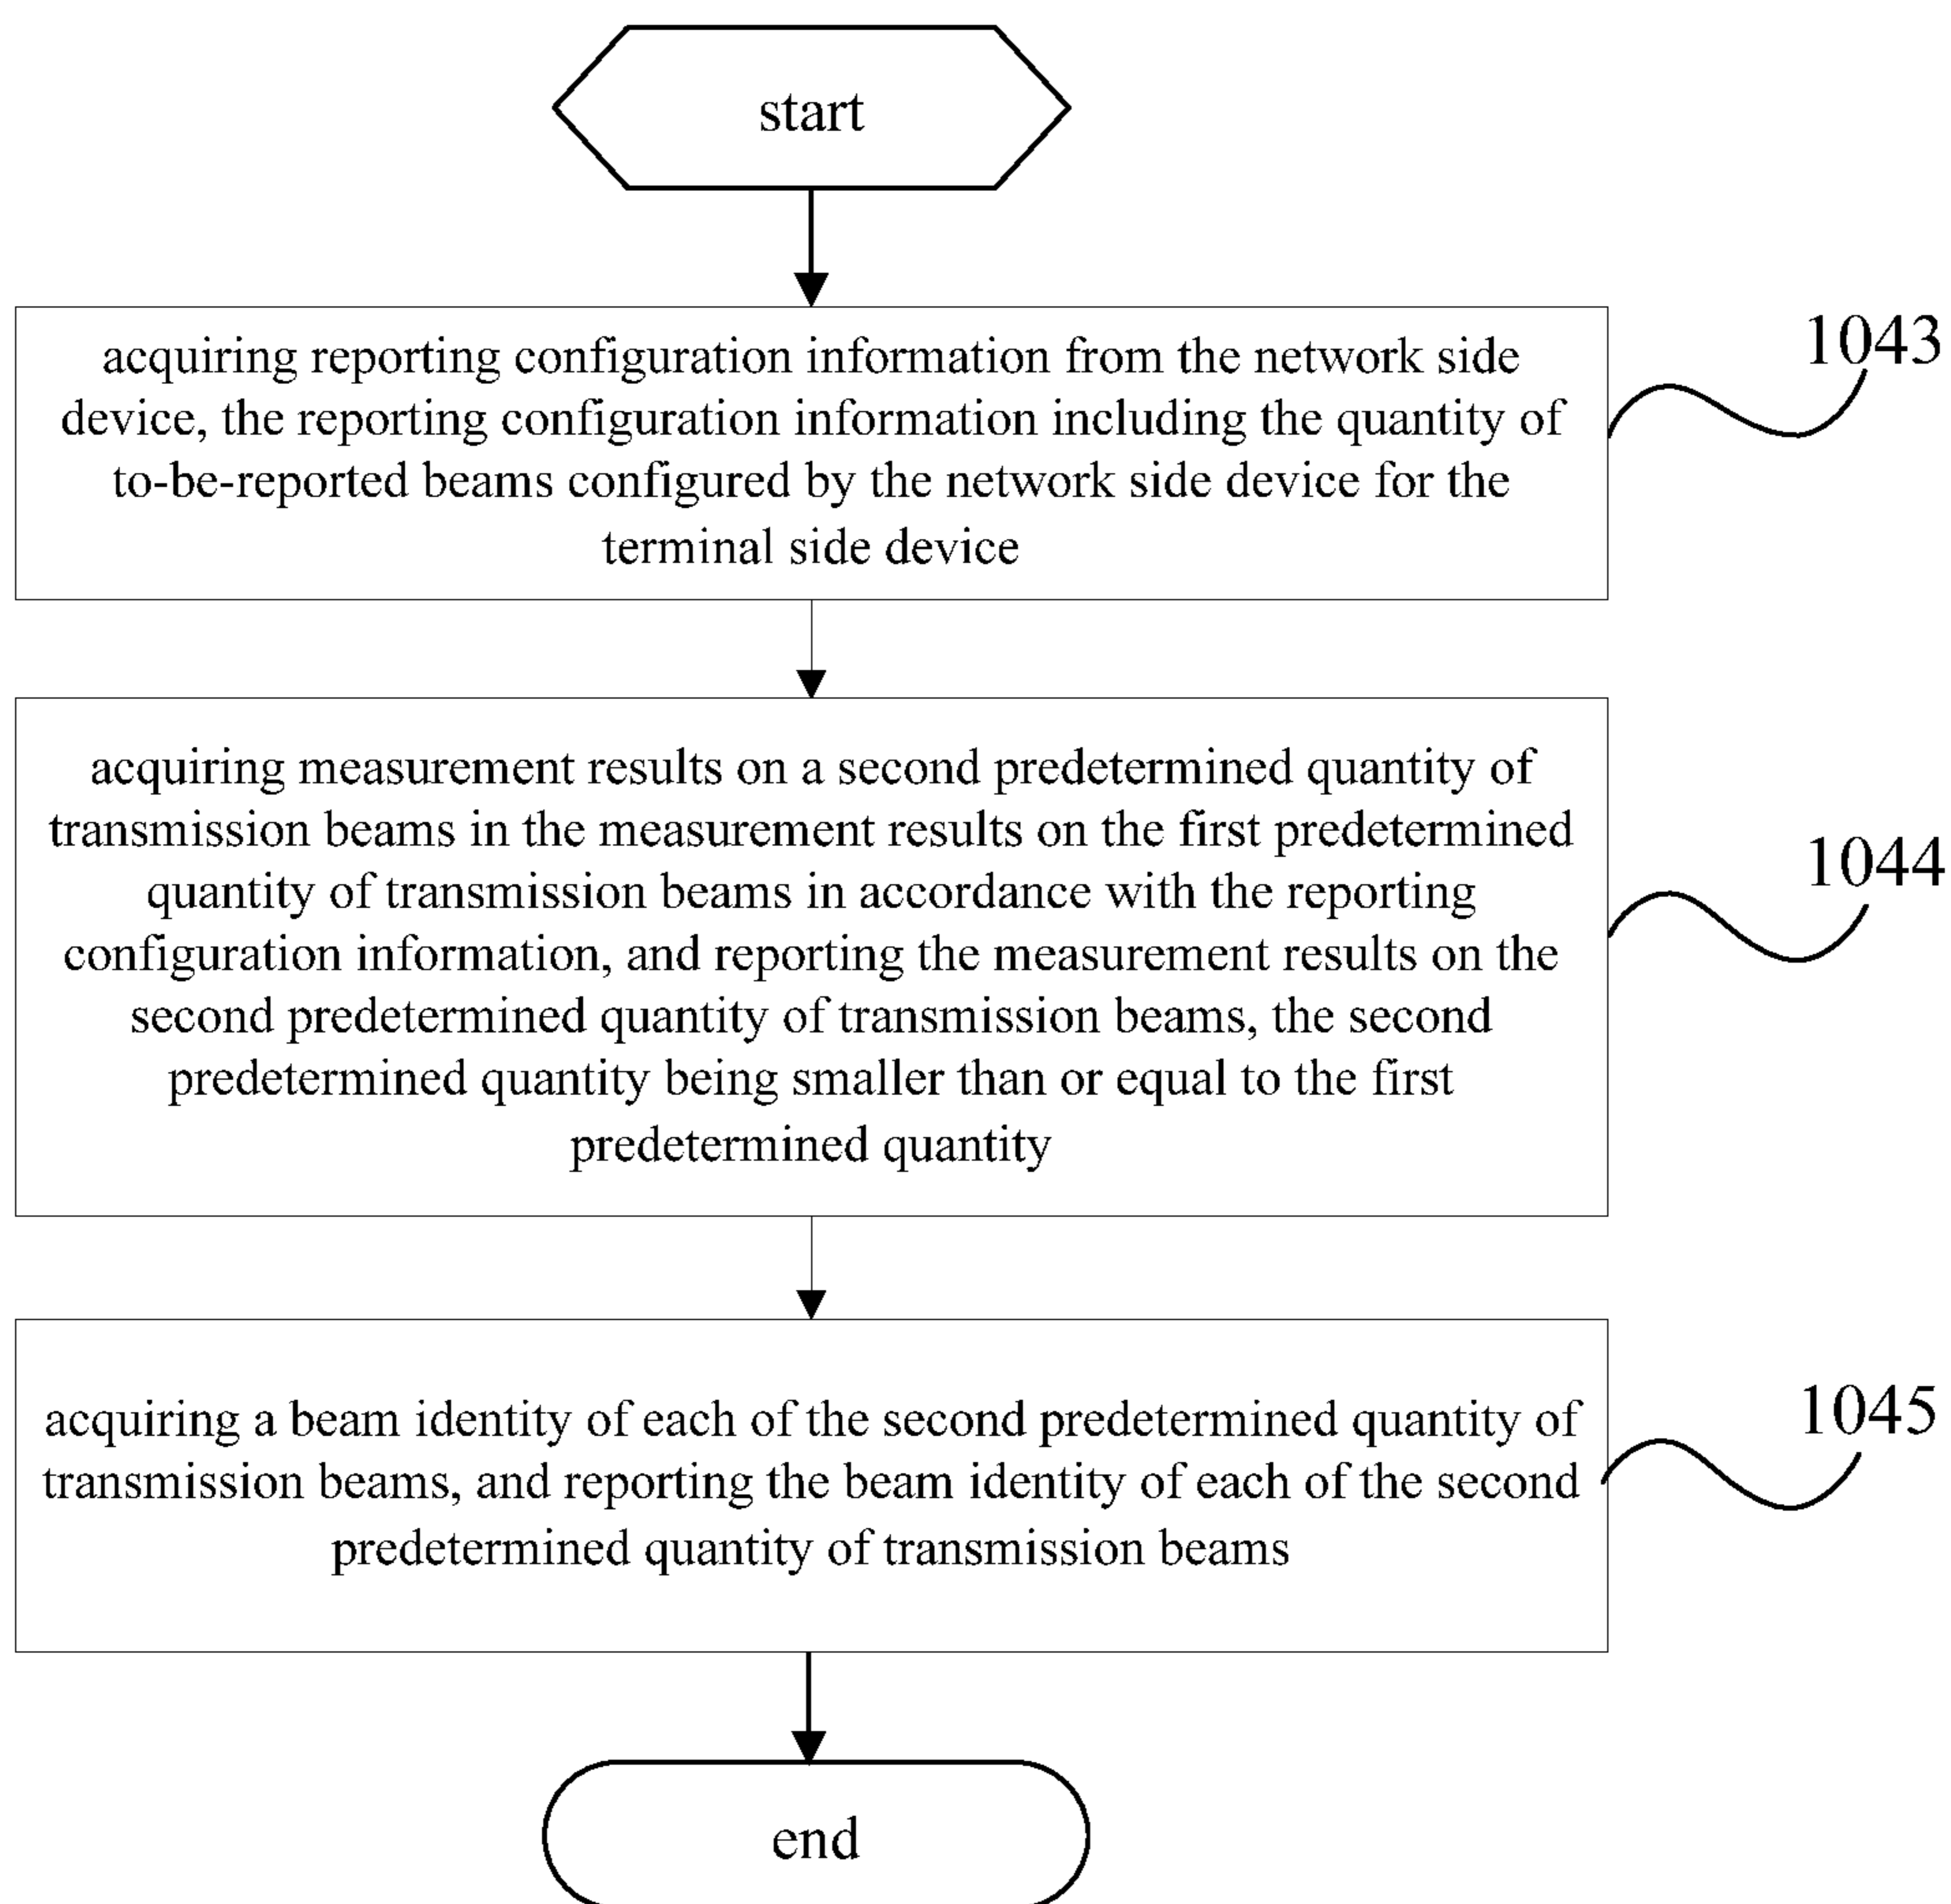 start
acquiring reporting configuration information from the network side
device, the reporting configuration information including the quantity of
to-be-reported beams configured by the network side device for the
terminal side device
1043
acquiring measurement results on a second predetermined quantity of
transmission beams in the measurement results on the first predetermined
quantity of transmission beams in accordance with the reporting
configuration information, and reporting the measurement results on the
second predetermined quantity of transmission beams, the second
predetermined quantity being smaller than or equal to the first
predetermined quantity
1044
acquiring a beam identity of each of the second predetermined quantity of
transmission beams, and reporting the beam identity of each of the second
predetermined quantity of transmission beams
1045
end